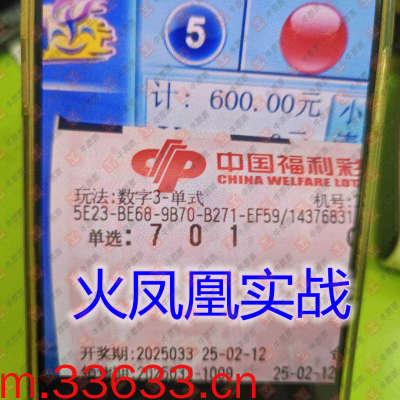 5
计: 600.00元 小
中国福利彩
CHINA WELFARE LOT
玩法:数字3-单式 机号:
5E23-BE68-9B70-B271-EF59/14376831
单选: 7 0 1
火凤凰实战
开奖期:2025033 25-02-12
m.33633.cn
25-02-12